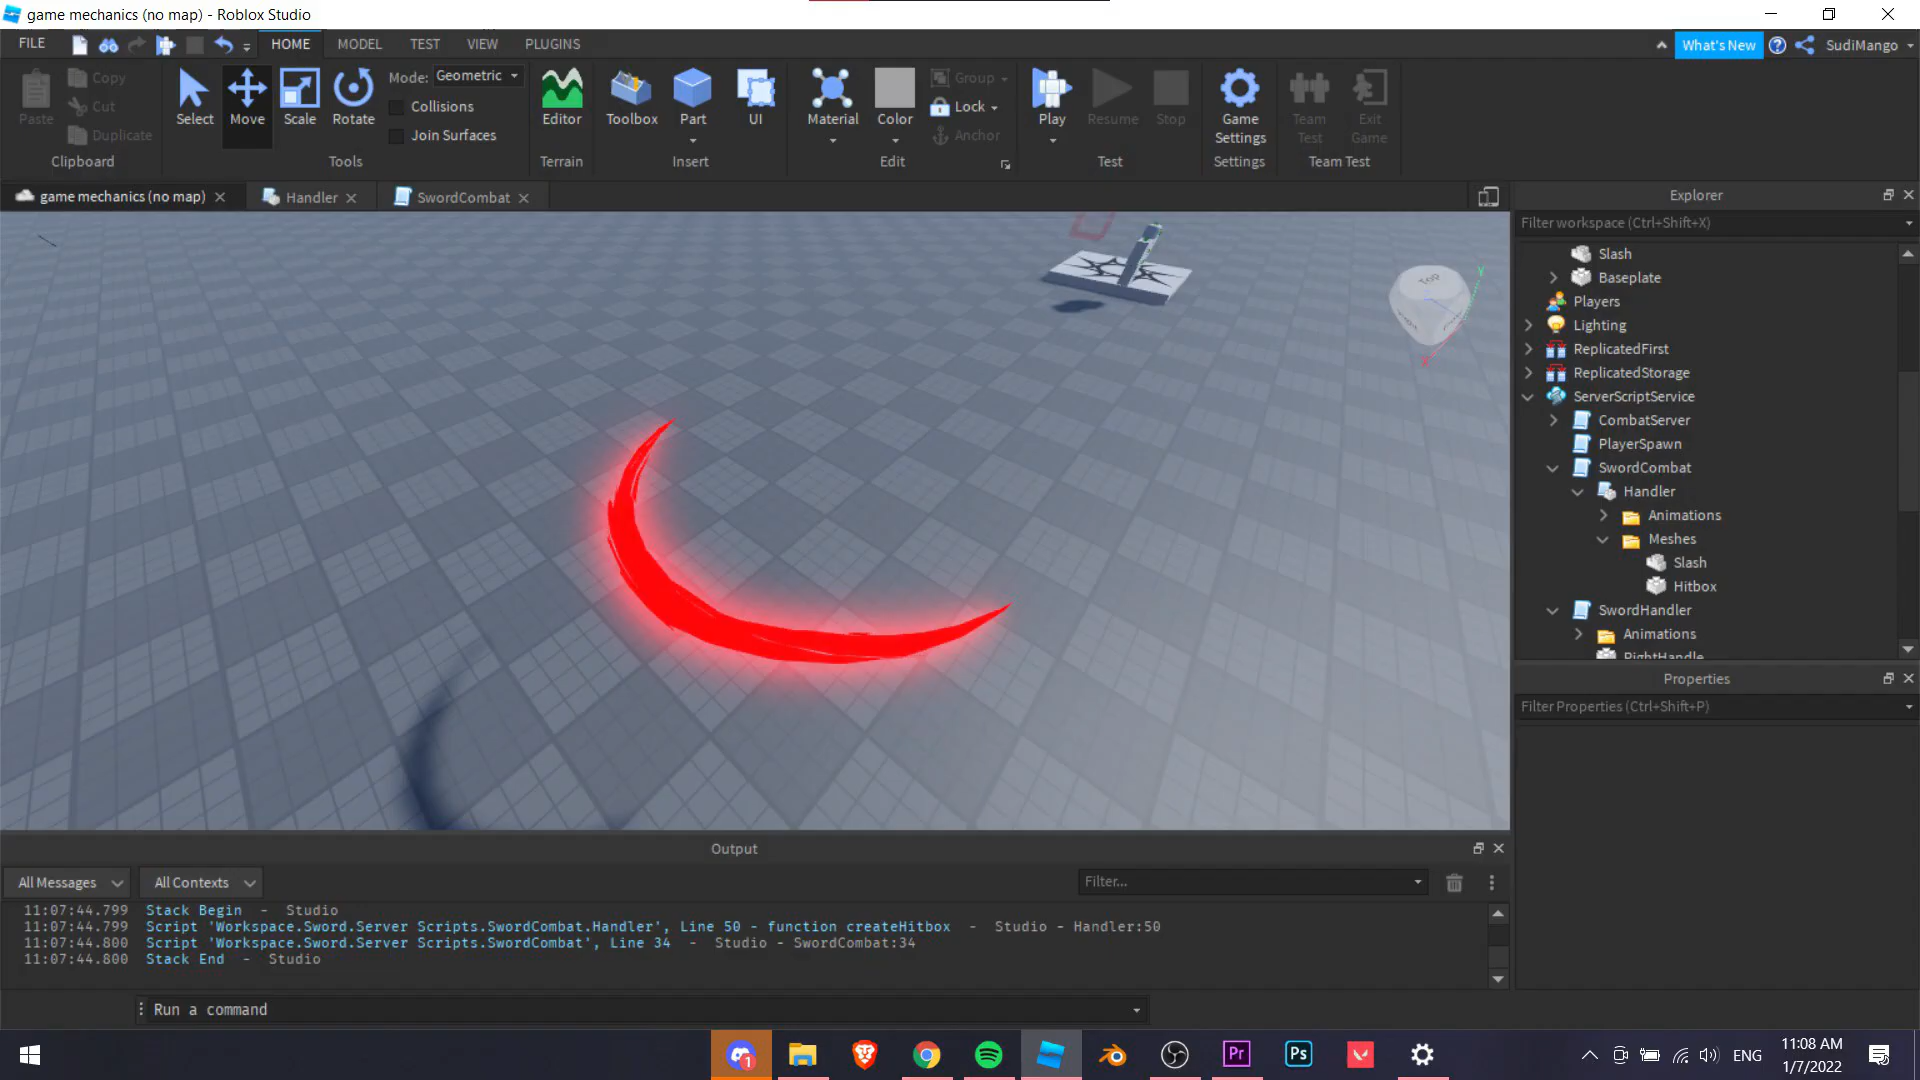 game mechanics (no map) - Roblox Studio
FILE
HOME
MODEL
TEST
VIEW
PLUGINS
What's New
SudiMango
Paste
Copy
Cut
Duplicate
Clipboard
Select
Move
Scale
Rotate
Mode: Geometric
Collisions
Join Surfaces
Tools
Editor
Terrain
Toolbox
Part
UI
Insert
Material
Color
Group
Lock
Anchor
Edit
Play
Resume
Stop
Test
Game
Settings
Settings
Team
Test
Exit
Game
Team Test
game mechanics (no map)
Handler
SwordCombat
Top
Y
X
Explorer
Filter workspace (Ctrl+Shift+X)
Slash
Baseplate
Players
Lighting
ReplicatedFirst
ReplicatedStorage
ServerScriptService
CombatServer
PlayerSpawn
SwordCombat
Handler
Animations
Meshes
Slash
Hitbox
SwordHandler
Animations
RightHandle
Properties
Filter Properties (Ctrl+Shift+P)
Output
All Messages
All Contexts
Filter...
11:07:44.799 Stack Begin - Studio
11:07:44.799 Script 'Workspace.Sword.Server Scripts.SwordCombat.Handler', Line 50 - function createHitbox - Studio - Handler:50
11:07:44.800 Script 'Workspace.Sword.Server Scripts.SwordCombat', Line 34 - Studio - SwordCombat:34
11:07:44.800 Stack End - Studio
Run a command
1
Pr
Ps
ENG
11:08 AM
1/7/2022